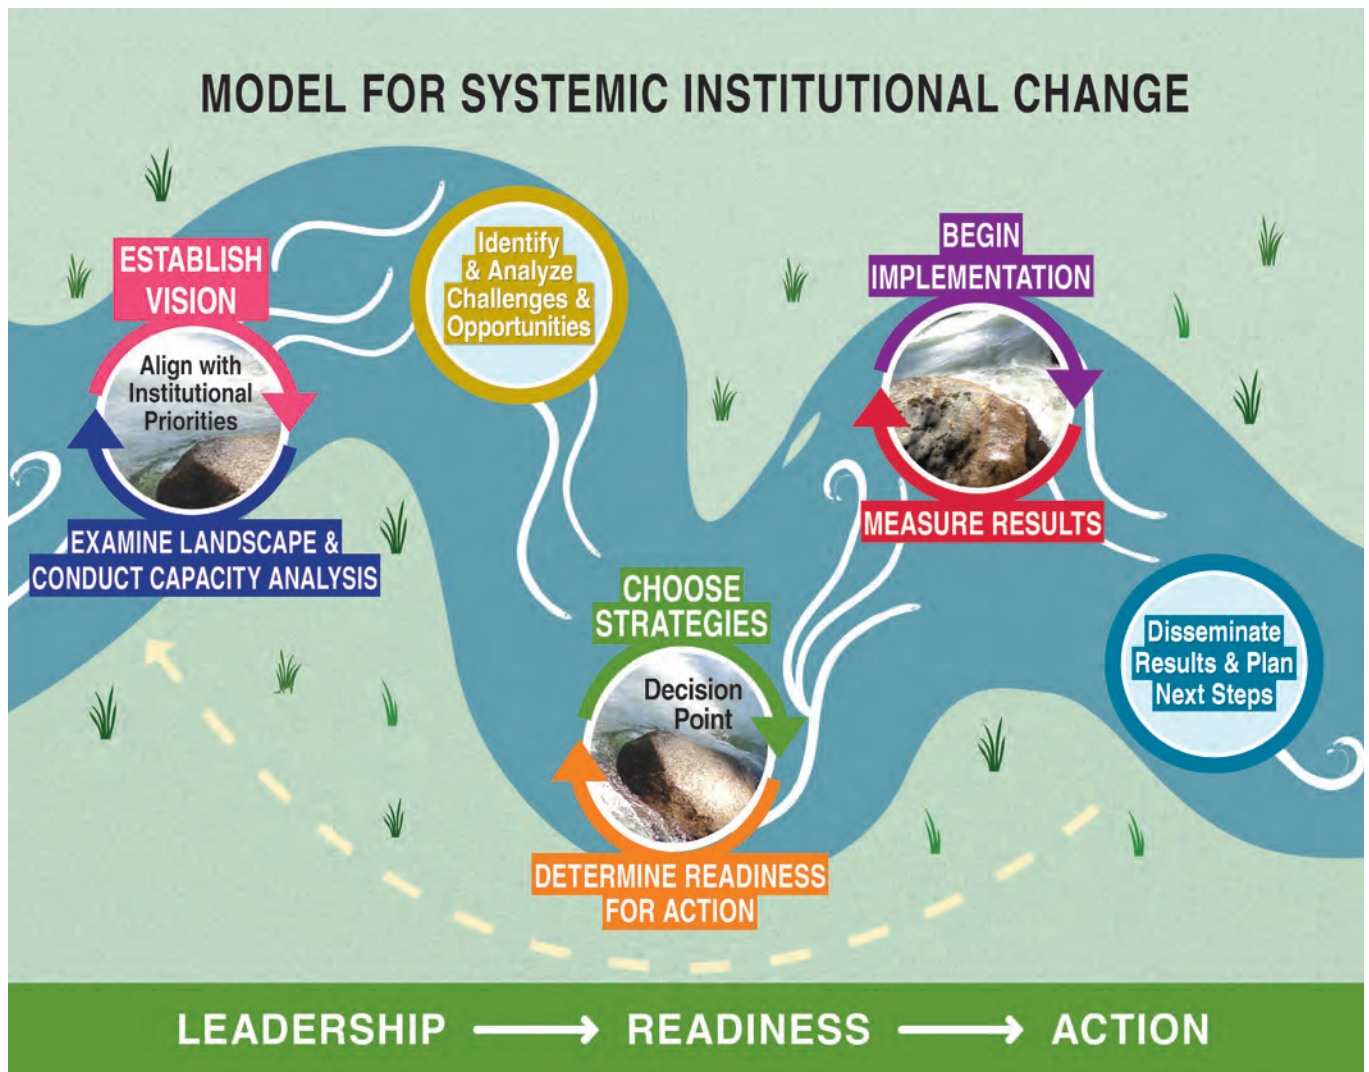 MODEL FOR SYSTEMIC INSTITUTIONAL CHANGE
ESTABLISH
VISION
Align with
Institutional
Priorities
EXAMINE LANDSCAPE &
CONDUCT CAPACITY ANALYSIS
Identify
& Analyze
Challenges &
Opportunities
CHOOSE
STRATEGIES
Decision
Point
DETERMINE READINESS
FOR ACTION
BEGIN
IMPLEMENTATION
MEASURE RESULTS
Disseminate
Results & Plan
Next Steps
LEADERSHIP → READINESS → ACTION